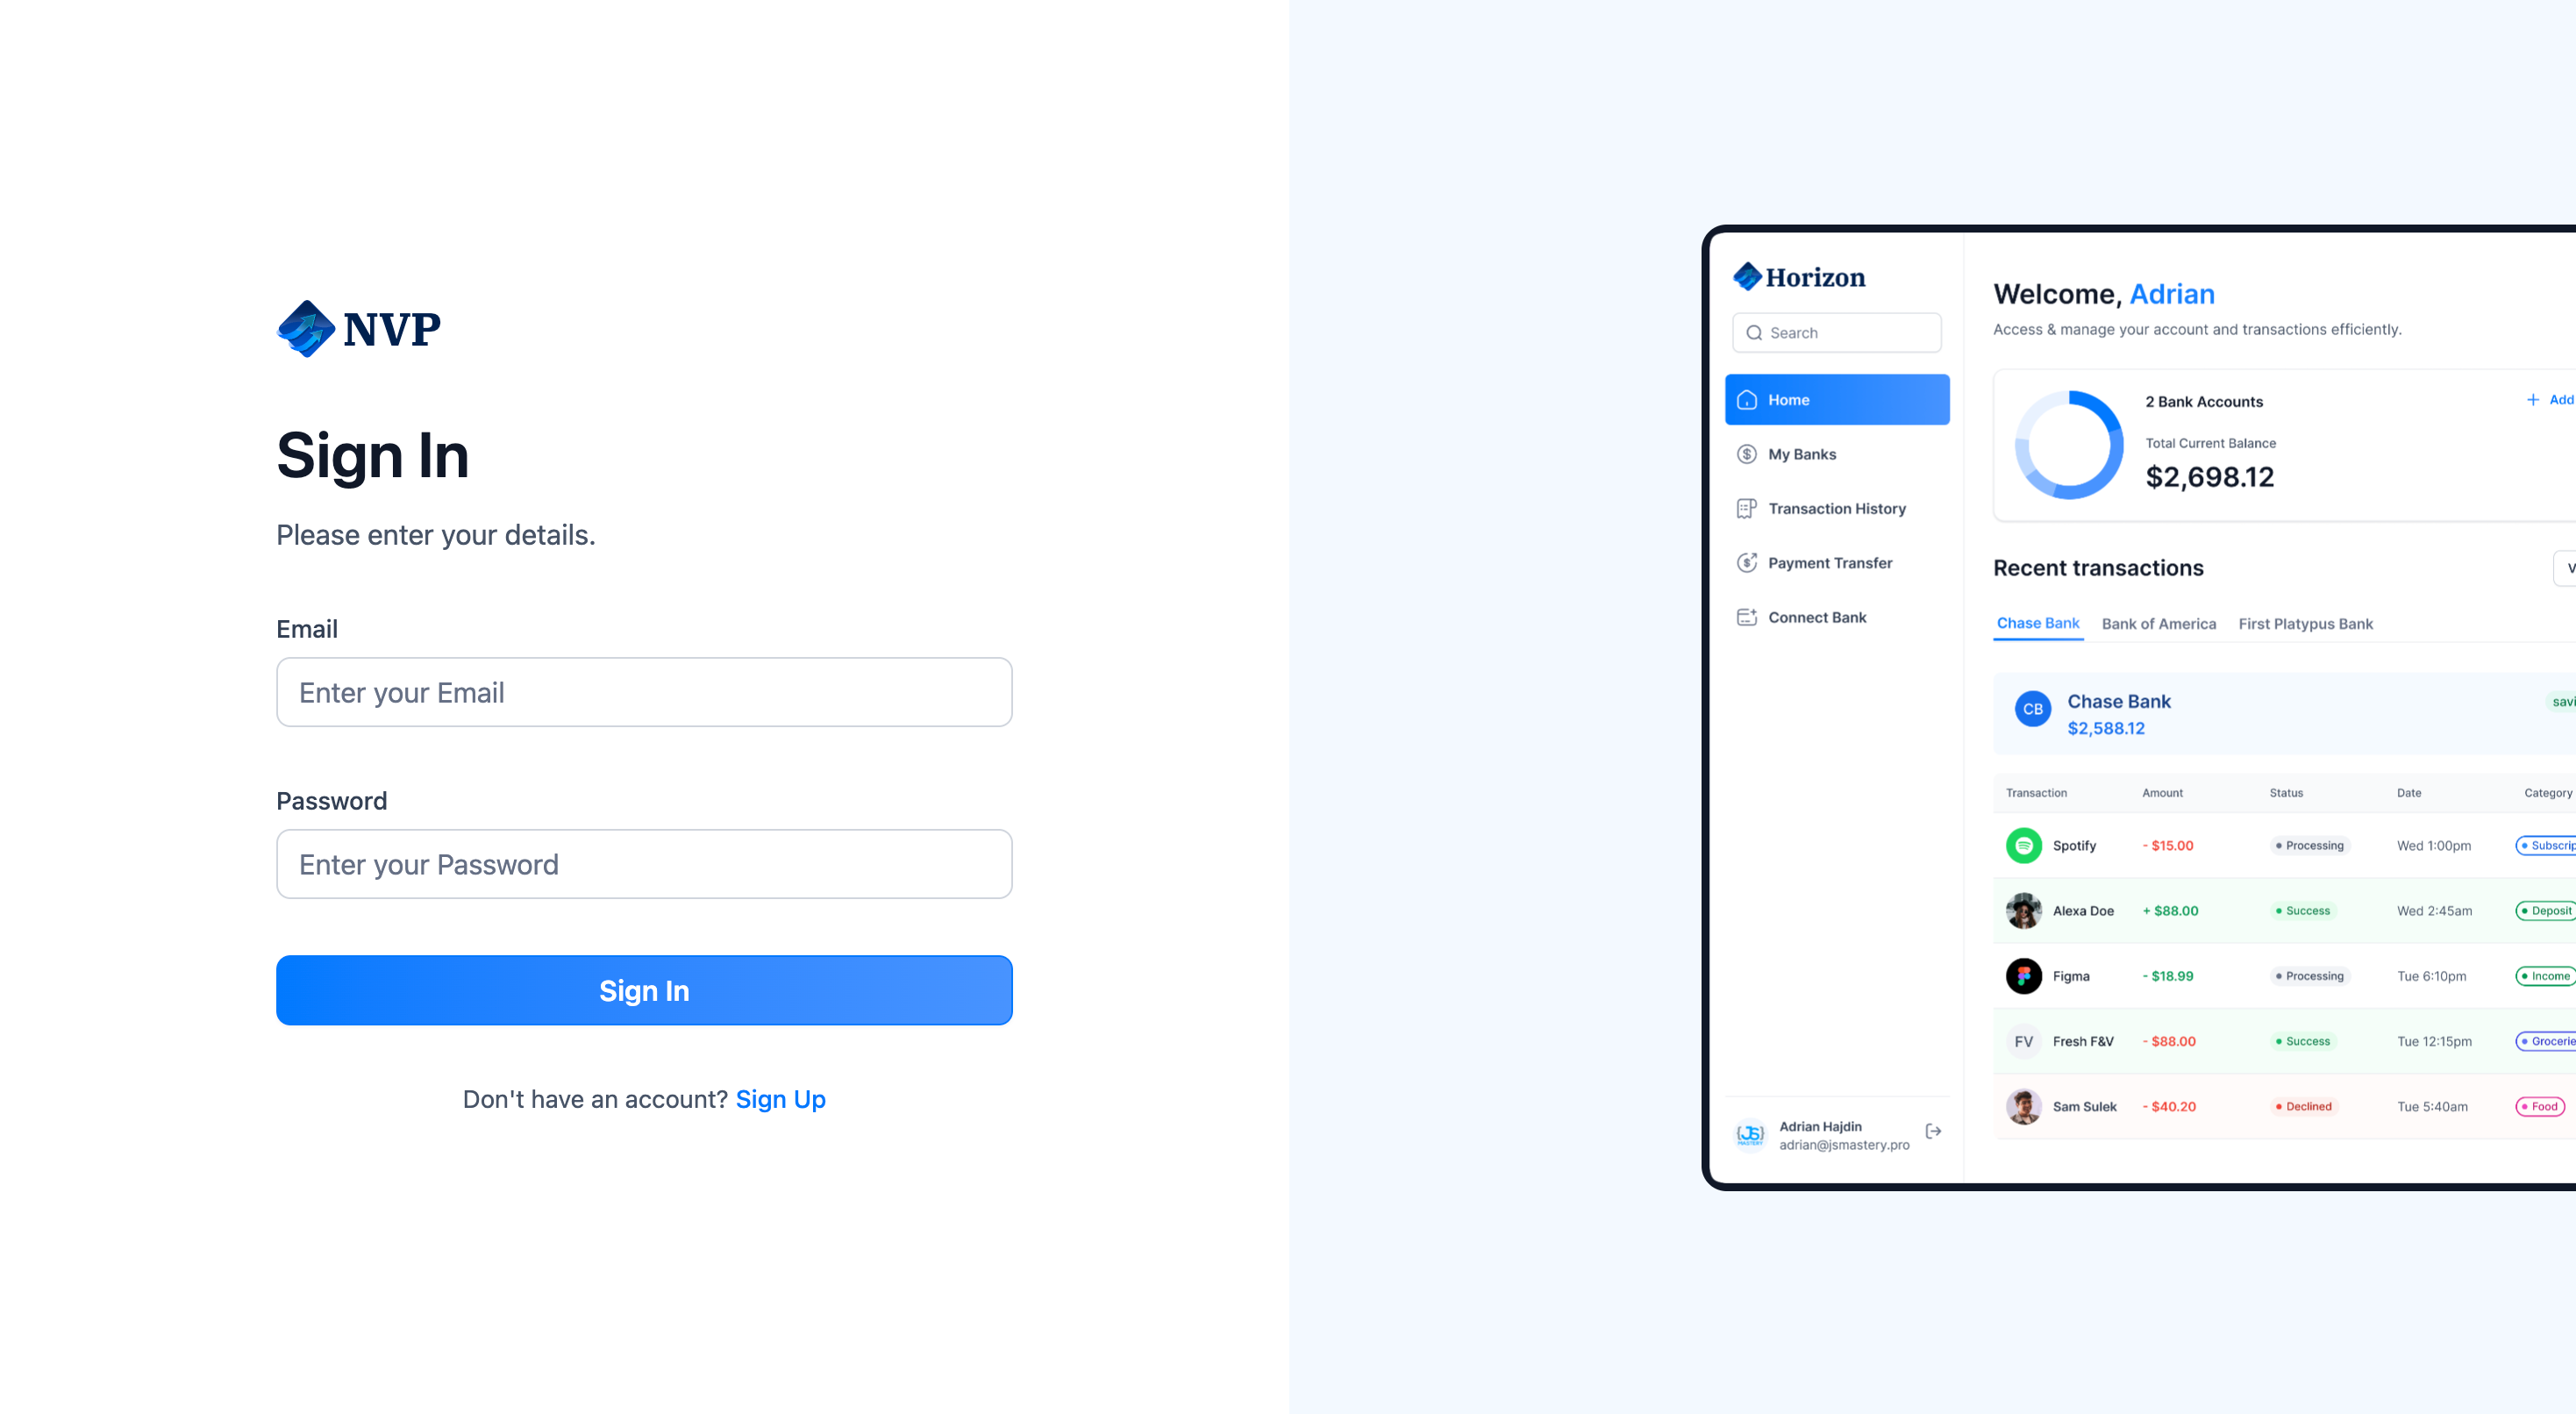 NVP
Sign In
Please enter your details.
Email
Enter your Email
Password
Enter your Password
Sign In
Don't have an account? Sign Up
Horizon
Search
Home
My Banks
Transaction History
Payment Transfer
Connect Bank
{JS}
MASTERY
Adrian Hajdin
adrian@jsmastery.pro
Welcome, Adrian
Access & manage your account and transactions efficiently.
2 Bank Accounts
+ Add
Total Current Balance
$2,698.12
Recent transactions
V
Chase Bank Bank of America First Platypus Bank
CB Chase Bank savi
$2,588.12
Transaction Amount Status Date Category
Spotify - $15.00 Processing Wed 1:00pm Subscrip
Alexa Doe + $88.00 Success Wed 2:45am Deposit
Figma - $18.99 Processing Tue 6:10pm Income
FV Fresh F&V - $88.00 Success Tue 12:15pm Grocerie
Sam Sulek - $40.20 Declined Tue 5:40am Food